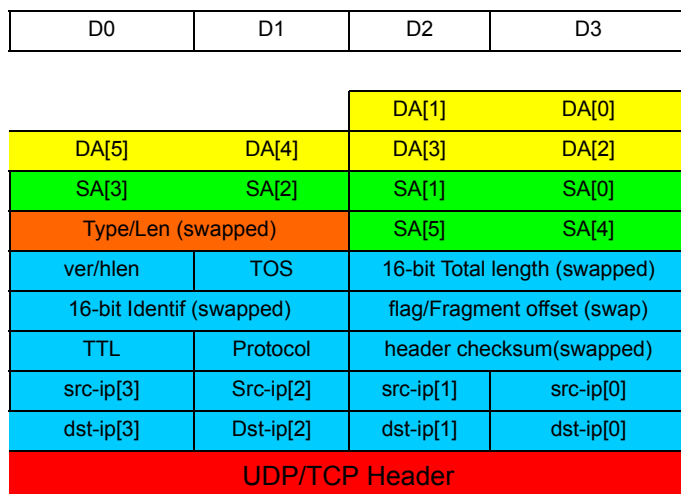 D0 D1 D2 D3
DA[1] DA[0]
DA[5] DA[4] DA[3] DA[2]
SA[3] SA[2] SA[1] SA[0]
Type/Len (swapped) SA[5] SA[4]
ver/hlen TOS 16-bit Total length (swapped)
16-bit Identif (swapped) flag/Fragment offset (swap)
TTL Protocol header checksum(swapped)
src-ip[3] Src-ip[2] src-ip[1] src-ip[0]
dst-ip[3] Dst-ip[2] dst-ip[1] dst-ip[0]
UDP/TCP Header